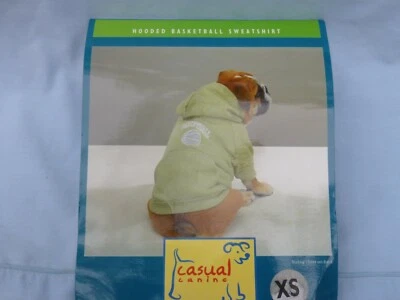 HOODED BASKETBALL SWEATSHIRT
casual
canine
XS